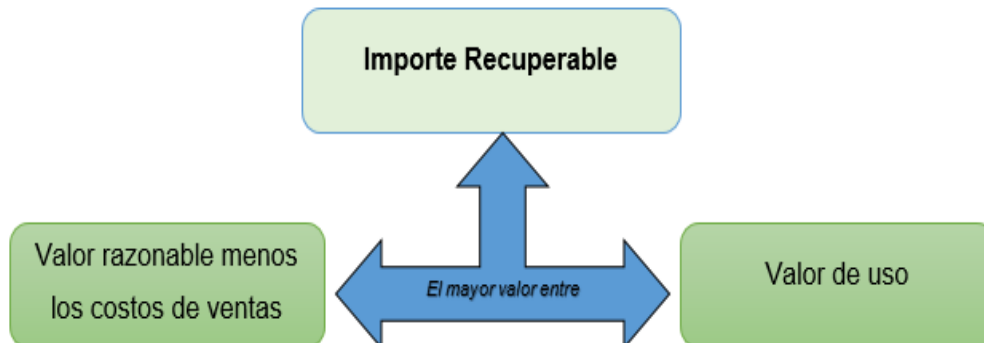 Importe Recuperable
Valor razonable menos
los costos de ventas
El mayor valor entre
Valor de uso